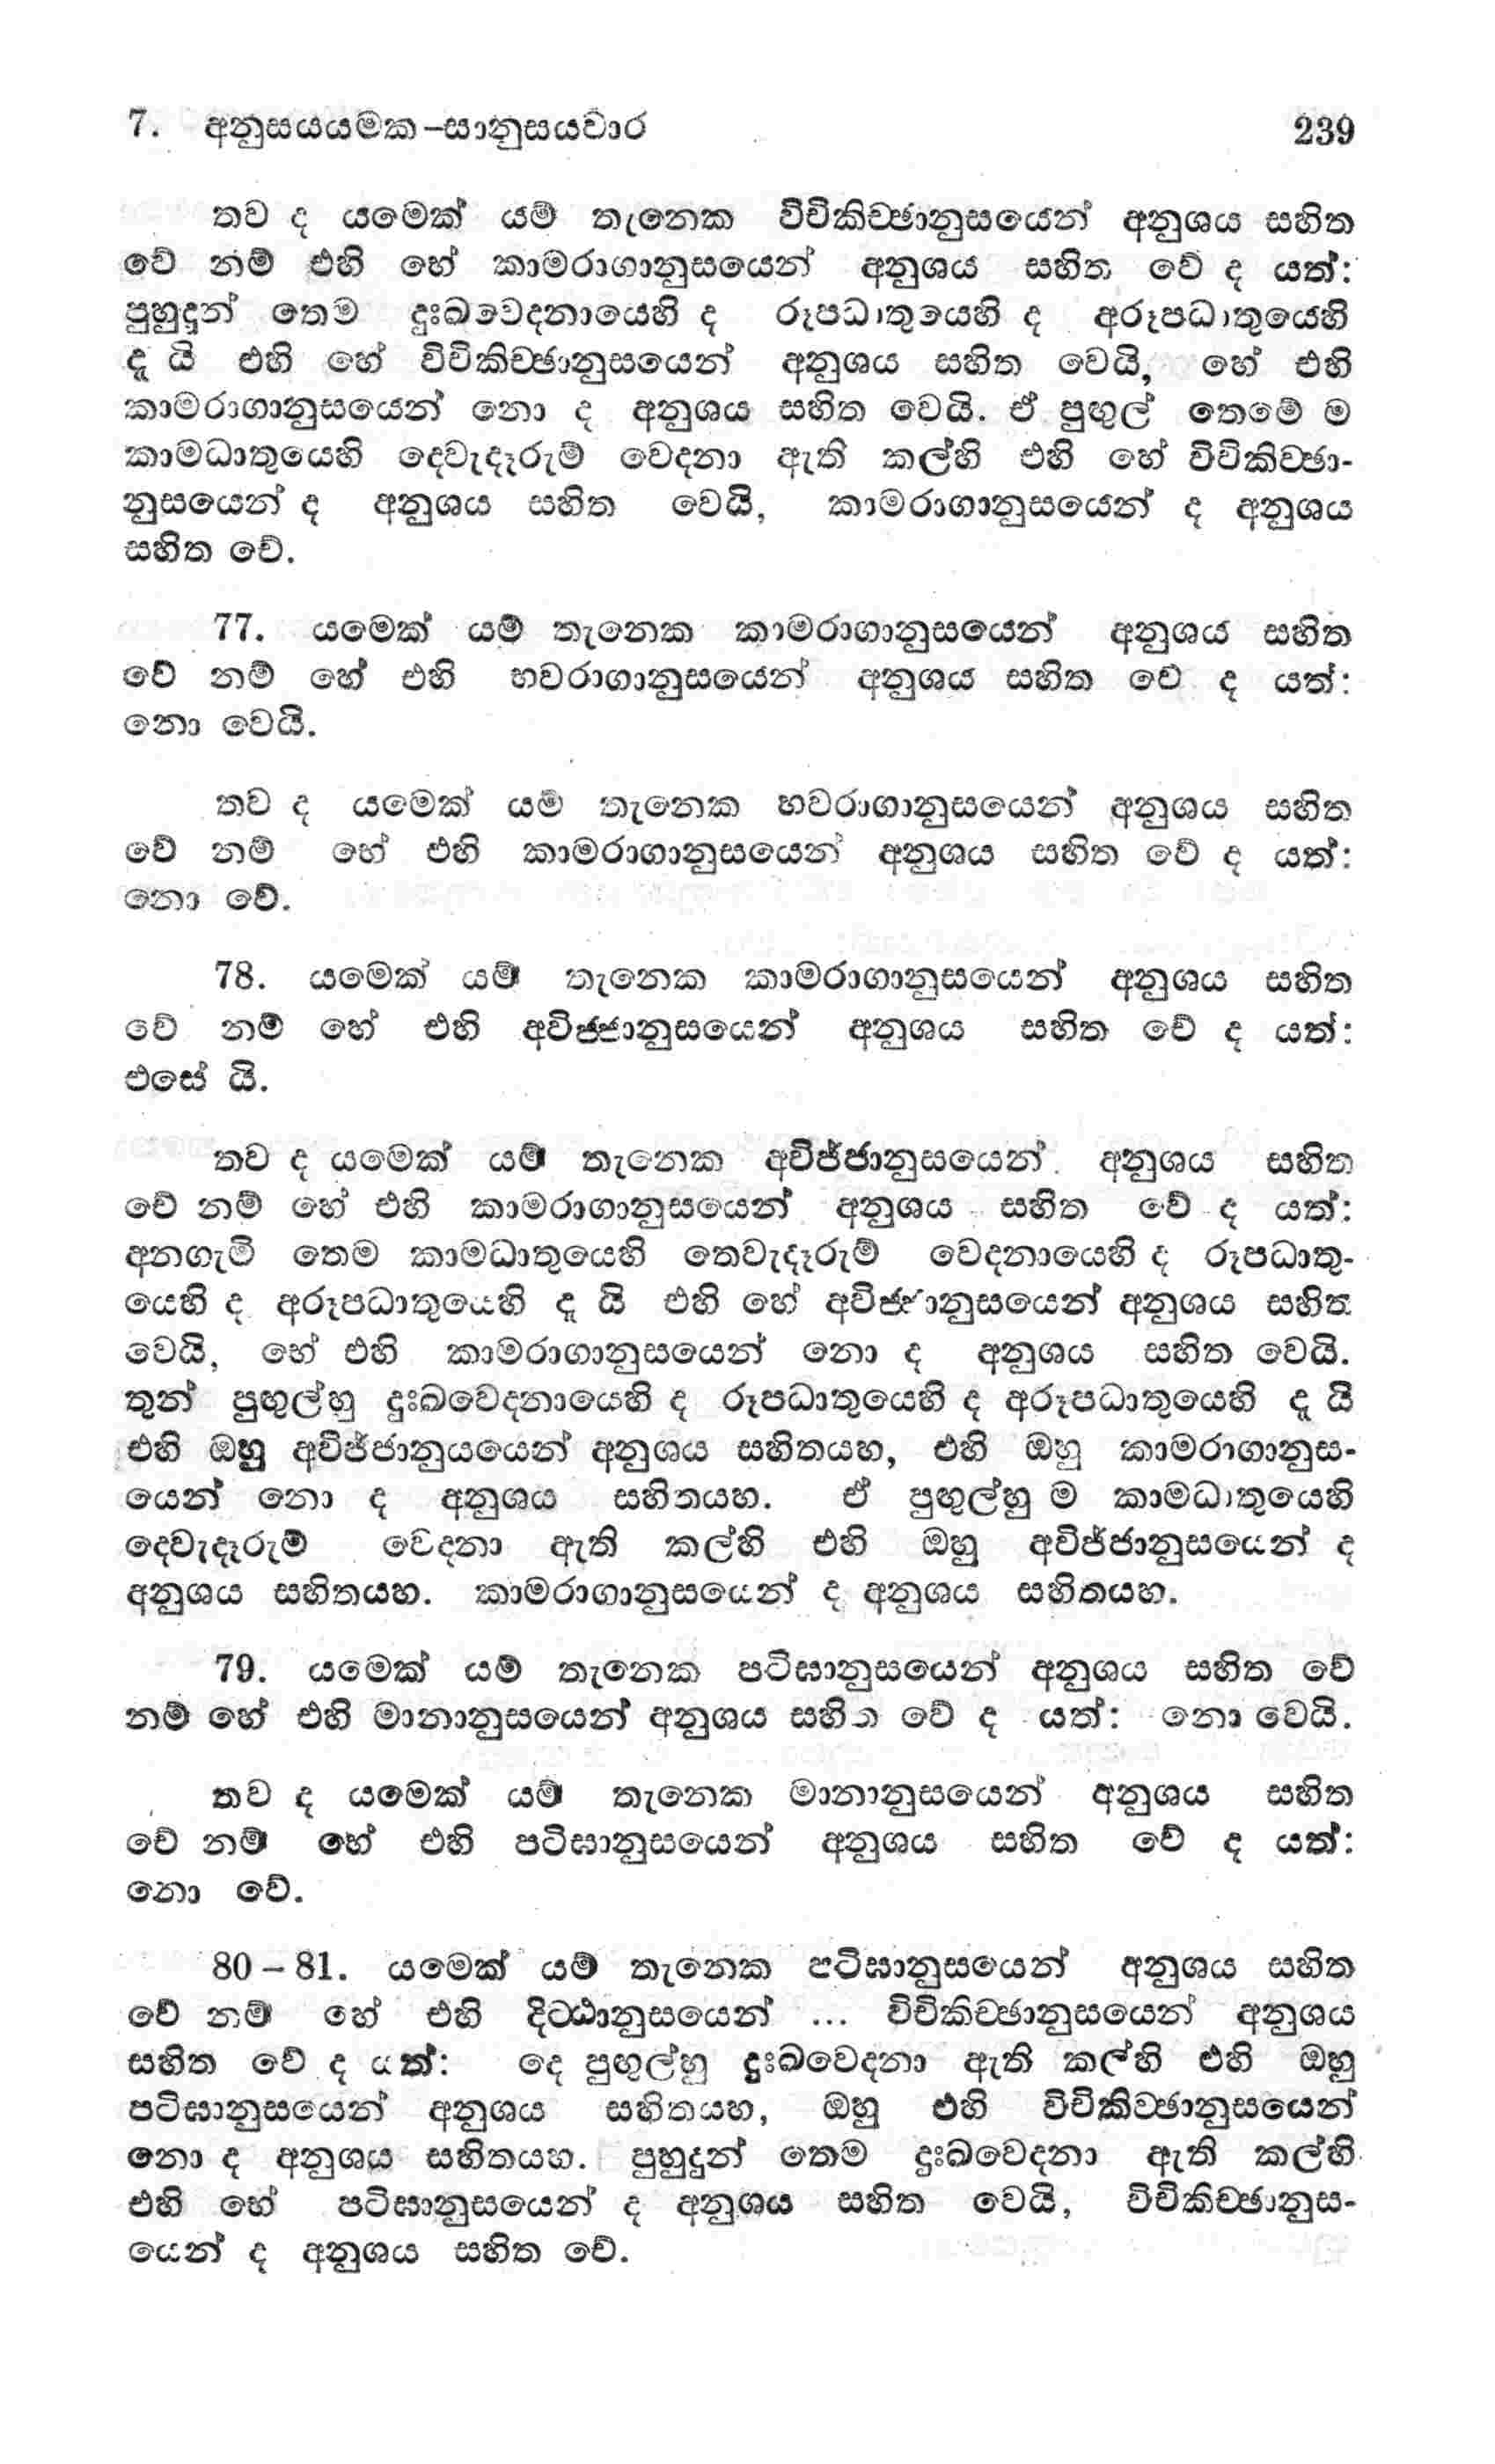 7. අනුසයයමක–සානුසයවාර 239
තව ද යමෙක් යම් තැනෙක විචිකිච්ඡානුසයෙන් අනුශය සහිත
වේ නම් එහි හේ කාමරාගානුසයෙන් අනුශය සහිත වේ ද යත්:
පුහුදුන් තෙම දුඃඛවෙදනායෙහි ද රූපධාතුයෙහි ද අරූපධාතුයෙහි
දැ යි එහි හේ විචිකිච්ඡානුසයෙන් අනුශය සහිත වෙයි, හේ එහි
කාමරාගානුසයෙන් නො ද අනුශය සහිත වෙයි. ඒ පුඟුල් තෙමේ ම
කාමධාතුයෙහි දෙවැදෑරුම් වෙදනා ඇති කල්හි එහි හේ විචිකිච්ඡා-
නුසයෙන් ද අනුශය සහිත වෙයි, කාමරාගානුසයෙන් ද අනුශය
සහිත වේ.
77. යමෙක් යම් තැනෙක කාමරාගානුසයෙන් අනුශය සහිත
වේ නම් හේ එහි භවරාගානුසයෙන් අනුශය සහිත වේ ද යත්:
නො වෙයි.
තව ද යමෙක් යම් තැනෙක භවරාගානුසයෙන් අනුශය සහිත
වේ නම් හේ එහි කාමරාගානුසයෙන් අනුශය සහිත වේ ද යත්:
නො වේ.
78. යමෙක් යම් තැනෙක කාමරාගානුසයෙන් අනුශය සහිත
වේ නම් හේ එහි අවිජ්ජානුසයෙන් අනුශය සහිත වේ ද යත්:
එසේ යි.
තව ද යමෙක් යම් තැනෙක අවිජ්ජානුසයෙන් අනුශය සහිත
වේ නම් හේ එහි කාමරාගානුසයෙන් අනුශය සහිත වේ ද යත්:
අනගැමි තෙම කාමධාතුයෙහි තෙවැදෑරුම් වෙදනායෙහි ද රූපධාතු-
යෙහි ද අරූපධාතුයෙහි දැ යි එහි හේ අවිජ්ජානුසයෙන් අනුශය සහිත
වෙයි, හේ එහි කාමරාගානුසයෙන් නො ද අනුශය සහිත වෙයි.
තුන් පුඟුල්හු දුඃඛවෙදනායෙහි ද රූපධාතුයෙහි ද අරූපධාතුයෙහි දැ යි
එහි ඔහු අවිජ්ජානුයයෙන් අනුශය සහිතයහ, එහි ඔහු කාමරාගානුස-
යෙන් නො ද අනුශය සහිතයහ. ඒ පුඟුල්හු ම කාමධාතුයෙහි
දෙවැදෑරුම් වෙදනා ඇති කල්හි එහි ඔහු අවිජ්ජානුසයෙන් ද
අනුශය සහිතයහ. කාමරාගානුසයෙන් ද අනුශය සහිතයහ.
79. යමෙක් යම් තැනෙක පටිඝානුසයෙන් අනුශය සහිත වේ
නම් හේ එහි මානානුසයෙන් අනුශය සහිත වේ ද යත්: නො වෙයි.
තව ද යමෙක් යම් තැනෙක මානානුසයෙන් අනුශය සහිත
වේ නම් හේ එහි පටිඝානුසයෙන් අනුශය සහිත වේ ද යත්:
නො වේ.
80 – 81. යමෙක් යම් තැනෙක පටිඝානුසයෙන් අනුශය සහිත
වේ නම් හේ එහි දිට්ඨානුසයෙන් ... විචිකිච්ඡානුසයෙන් අනුශය
සහිත වේ ද යත්: දෙ පුඟුල්හු දුඃඛවෙදනා ඇති කල්හි එහි ඔහු
පටිඝානුසයෙන් අනුශය සහිතයහ, ඔහු එහි විචිකිච්ඡානුසයෙන්
නො ද අනුශය සහිතයහ. පුහුදුන් තෙම දුඃඛවෙදනා ඇති කල්හි
එහි හේ පටිඝානුසයෙන් ද අනුශය සහිත වෙයි, විචිකිච්ඡානුස-
යෙන් ද අනුශය සහිත වේ.